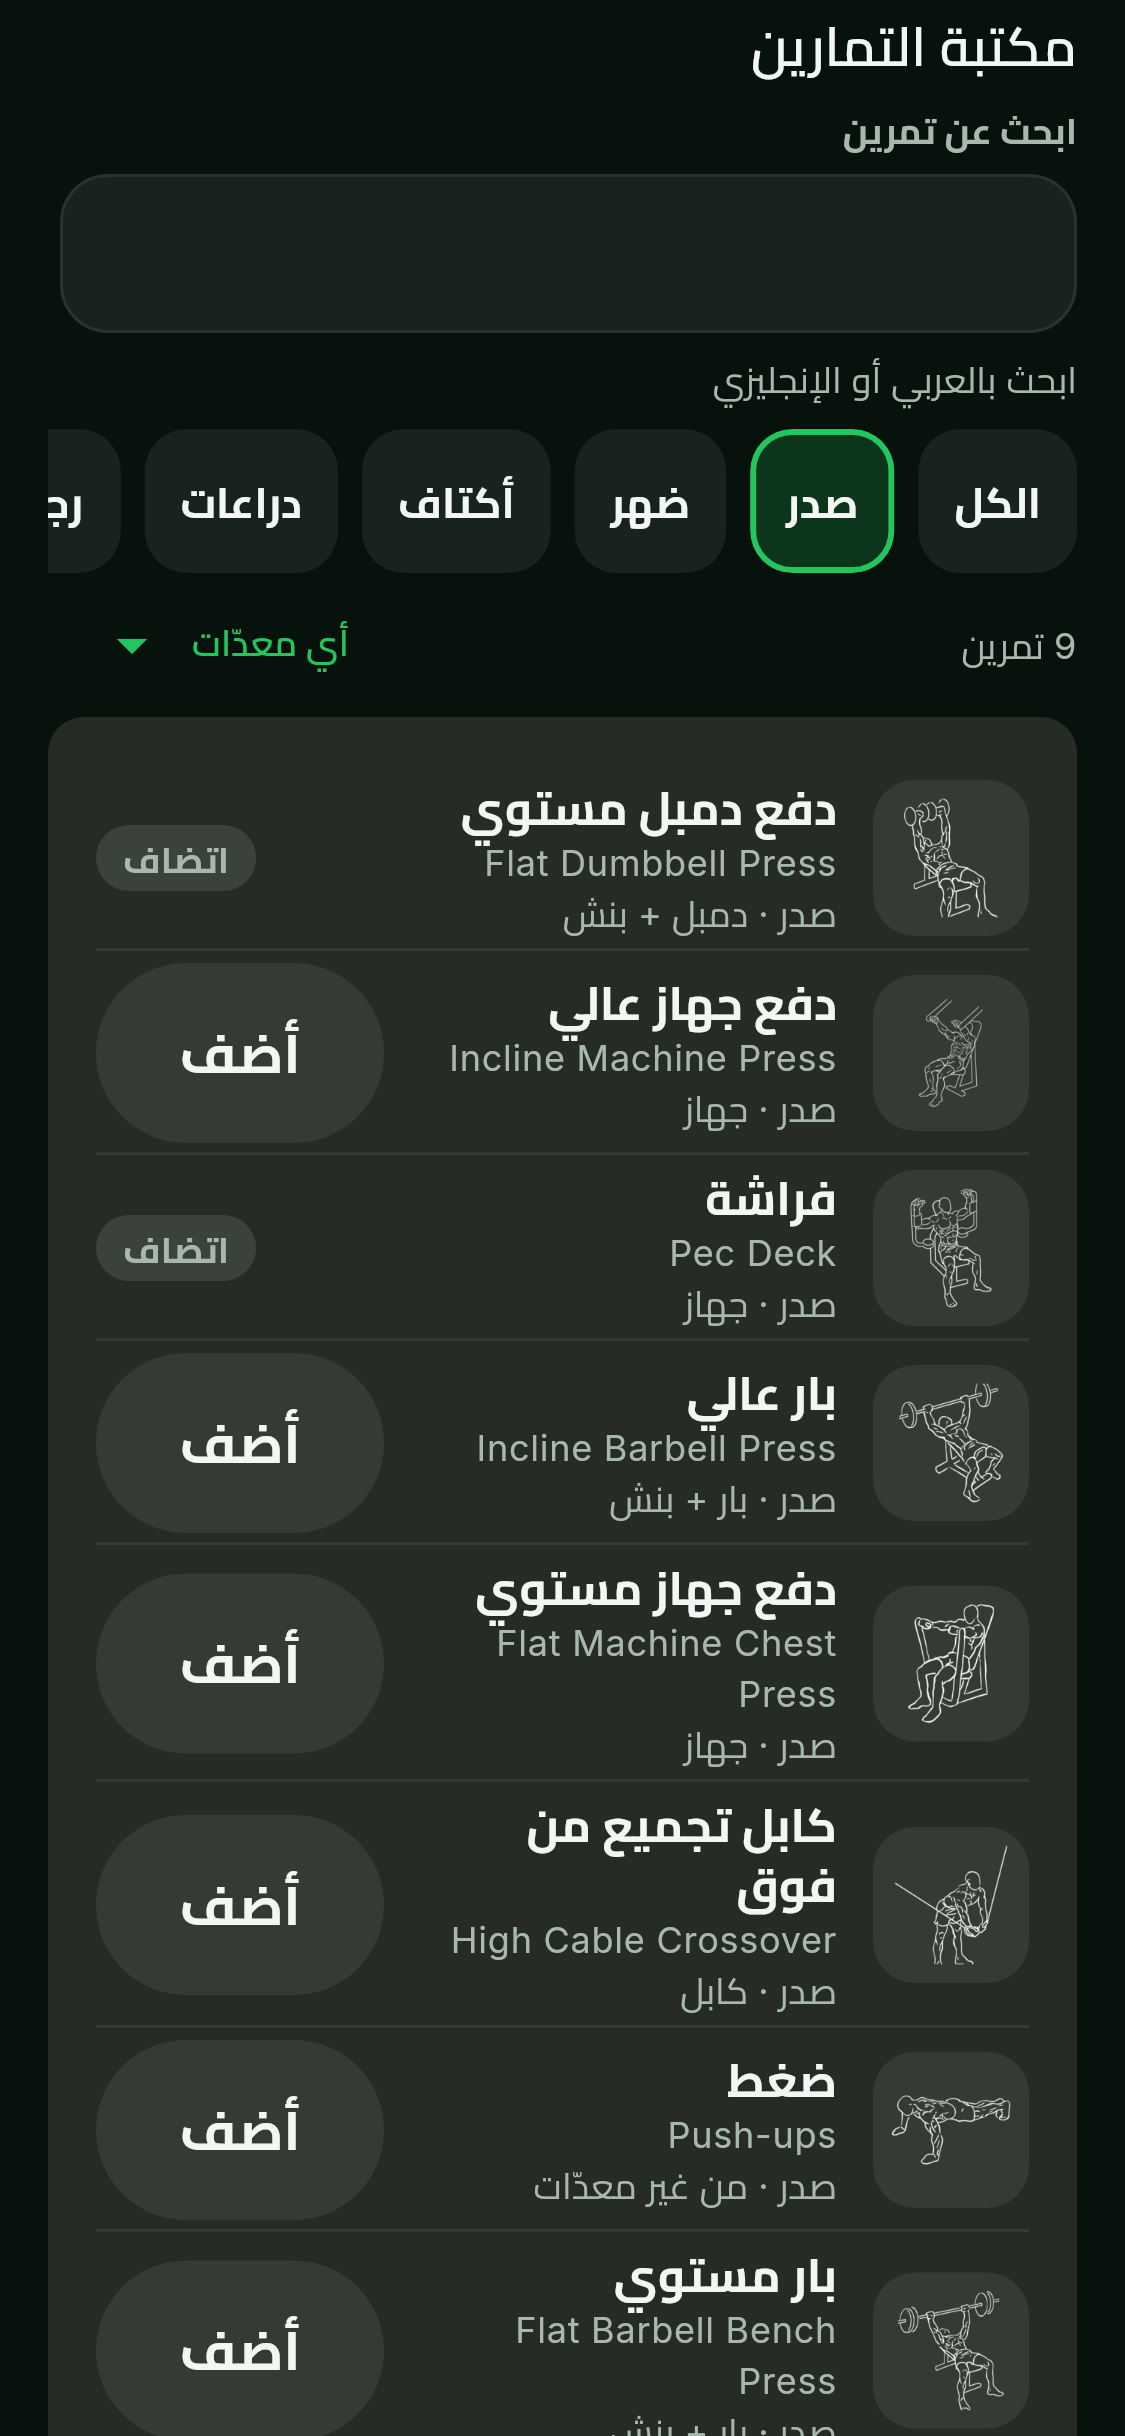 مكتبة التمارين
ابحث عن تمرين
ابحث بالعربي أو الإنجليزي
الكل
صدر
ضهر
أكتاف
دراعات
9 تمرين
أي معدّات
دفع دمبل مستوي
Flat Dumbbell Press
صدر · دمبل + بنش
اتضاف
دفع جهاز عالي
Incline Machine Press
صدر · جهاز
أضف
فراشة
Pec Deck
صدر · جهاز
اتضاف
بار عالي
Incline Barbell Press
صدر · بار + بنش
أضف
دفع جهاز مستوي
Flat Machine Chest
Press
صدر · جهاز
أضف
كابل تجميع من
فوق
High Cable Crossover
صدر · كابل
أضف
ضغط
Push-ups
صدر · من غير معدّات
أضف
بار مستوي
Flat Barbell Bench
Press
صدر · بار + بنش
أضف